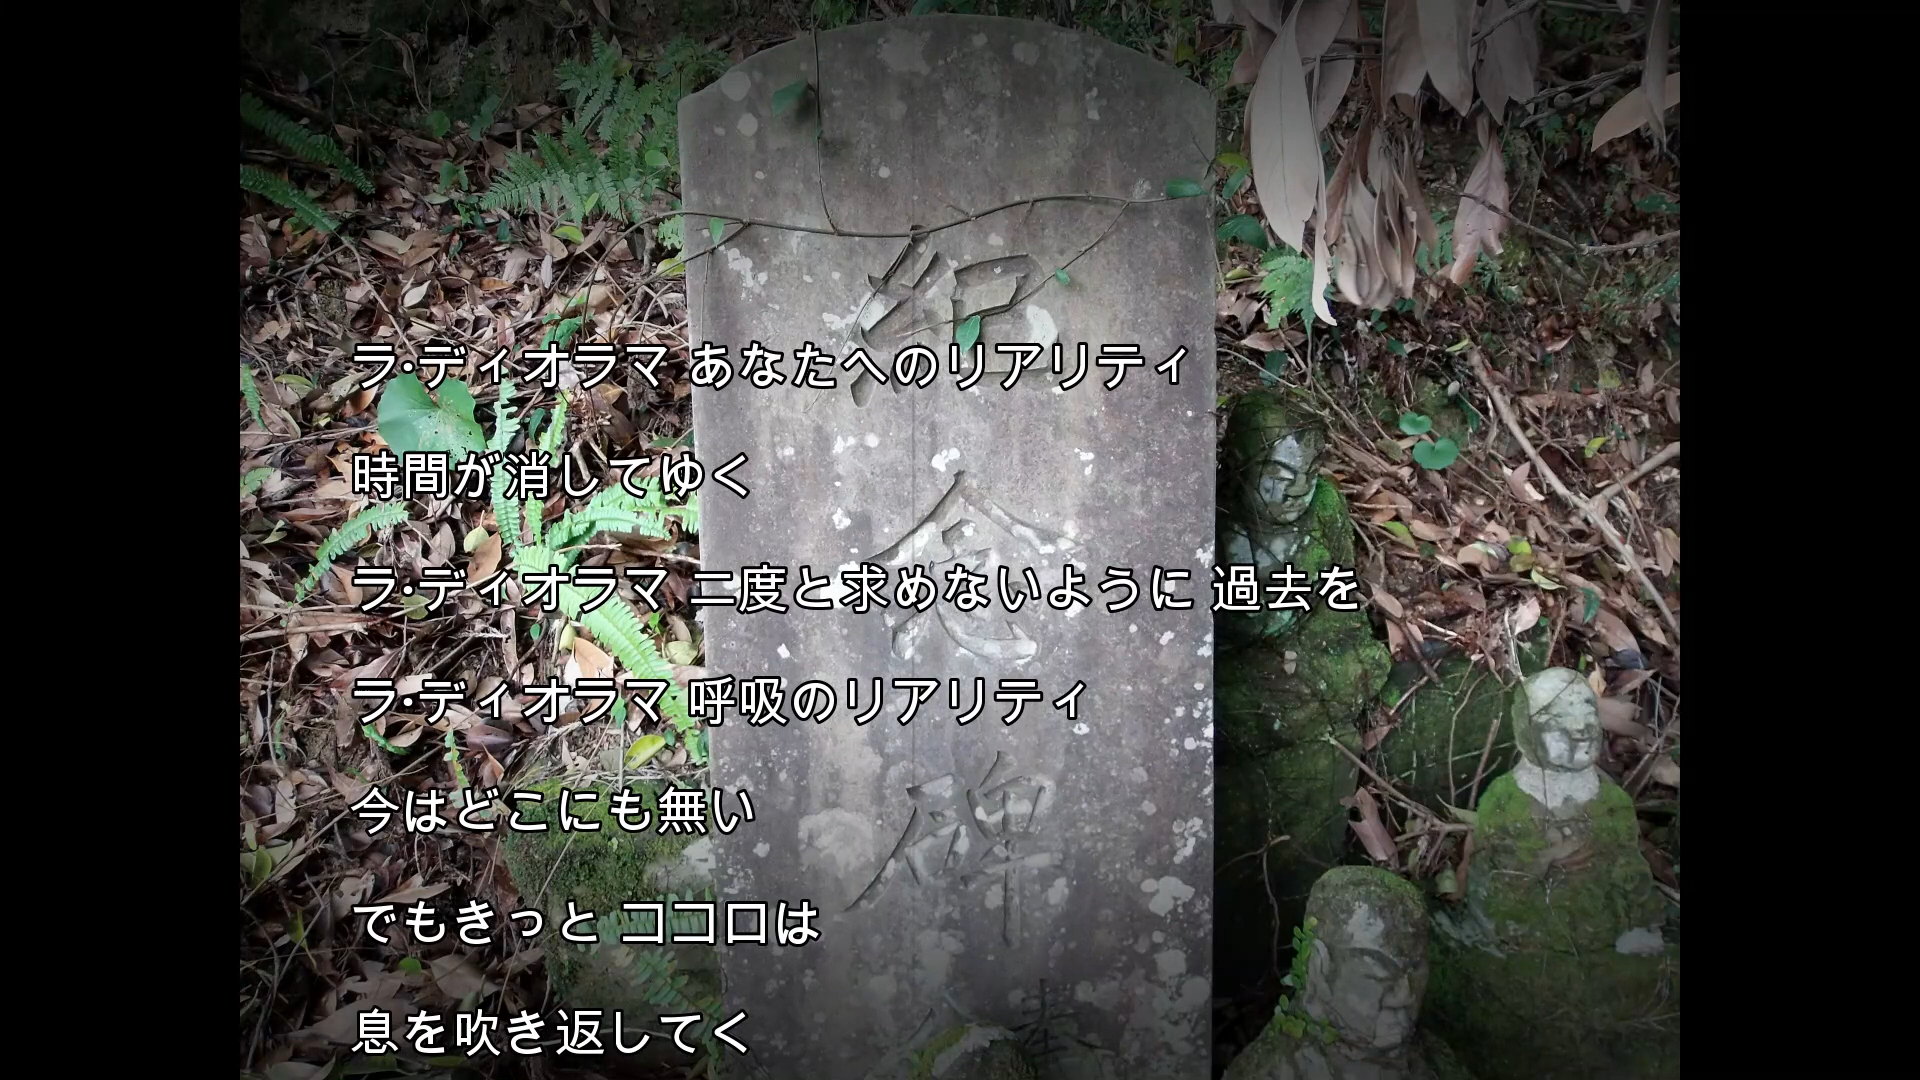 ラ・ディオラマ あなたへのリアリティ
時間が消してゆく
ラ・ディオラマ 二度と求めないように 過去を
ラ・ディオラマ 呼吸のリアリティ
今はどこにも無い
でもきっと ココロは
息を吹き返してく
紀念碑